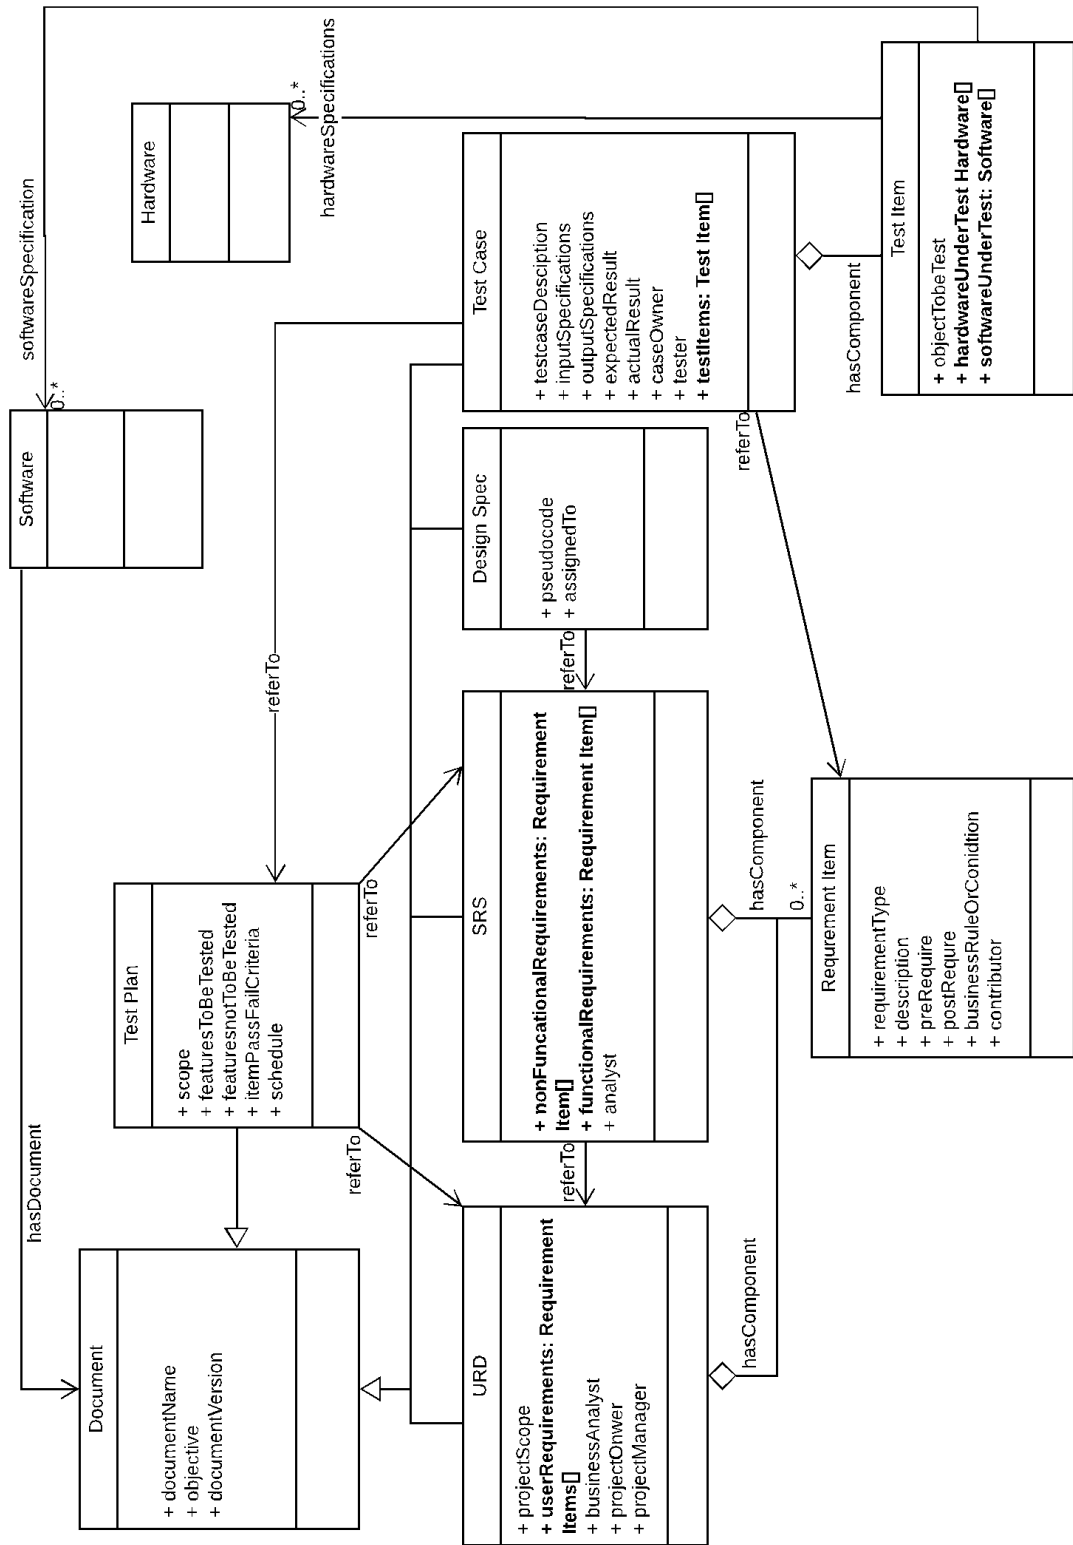 Software
softwareSpecification
0..*
Hardware
hardwareSpecifications
0..*
hasDocument
Document
+ documentName
+ objective
+ documentVersion
Test Plan
+ scope
+ featuresToBeTested
+ featuresnotToBeTested
+ itemPassFailCriteria
+ schedule
referTo
referTo
referTo
URD
+ projectScope
+ userRequirements: Requirement
Items[]
+ businessAnalyst
+ projectOnwer
+ projectManager
referTo
SRS
+ nonFuncationalRequirements: Requirement
Item[]
+ functionalRequirements: Requirement Item[]
+ analyst
referTo
Design Spec
+ pseudocode
+ assignedTo
Test Case
+ testcaseDesciption
+ inputSpecifications
+ outputSpecifications
+ expectedResult
+ actualResult
+ caseOwner
+ tester
+ testItems: Test Item[]
referTo
hasComponent
hasComponent
0..*
hasComponent
Requrement Item
+ requirementType
+ description
+ preRequire
+ postRequre
+ businessRuleOrConidtion
+ contributor
Test Item
+ objectTobeTest
+ hardwareUnderTest Hardware[]
+ softwareUnderTest: Software[]